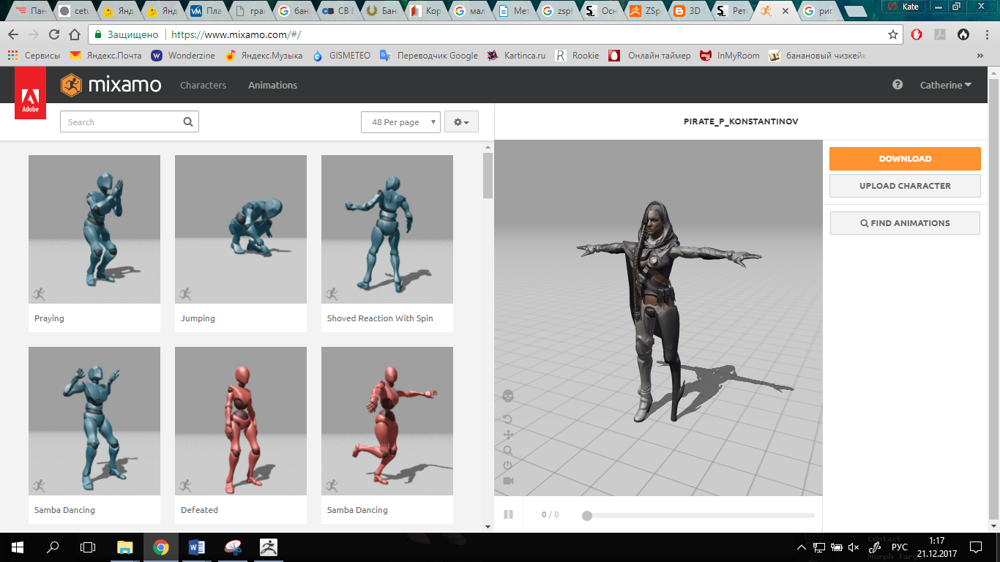 Пан
cetu
Янд
Янд
Пла
гра
бан
СВ Е
Бан
Кор
мал
Мет
zsph
Осн
ZSp
3D
Рет
риг
Kate
Защищено
https://www.mixamo.com/#/
Сервисы
Яндекс.Почта
Wonderzine
Яндекс.Музыка
GISMETEO
Переводчик Google
Kartinca.ru
Rookie
Онлайн таймер
InMyRoom
банановый чизкейк
»
Adobe
mixamo
Characters
Animations
Catherine
Search
48 Per page
PIRATE_P_KONSTANTINOV
DOWNLOAD
UPLOAD CHARACTER
FIND ANIMATIONS
Praying
Jumping
Shoved Reaction With Spin
Samba Dancing
Defeated
Samba Dancing
0 / 0
Contact
Morph Target
РУС
1:17
21.12.2017